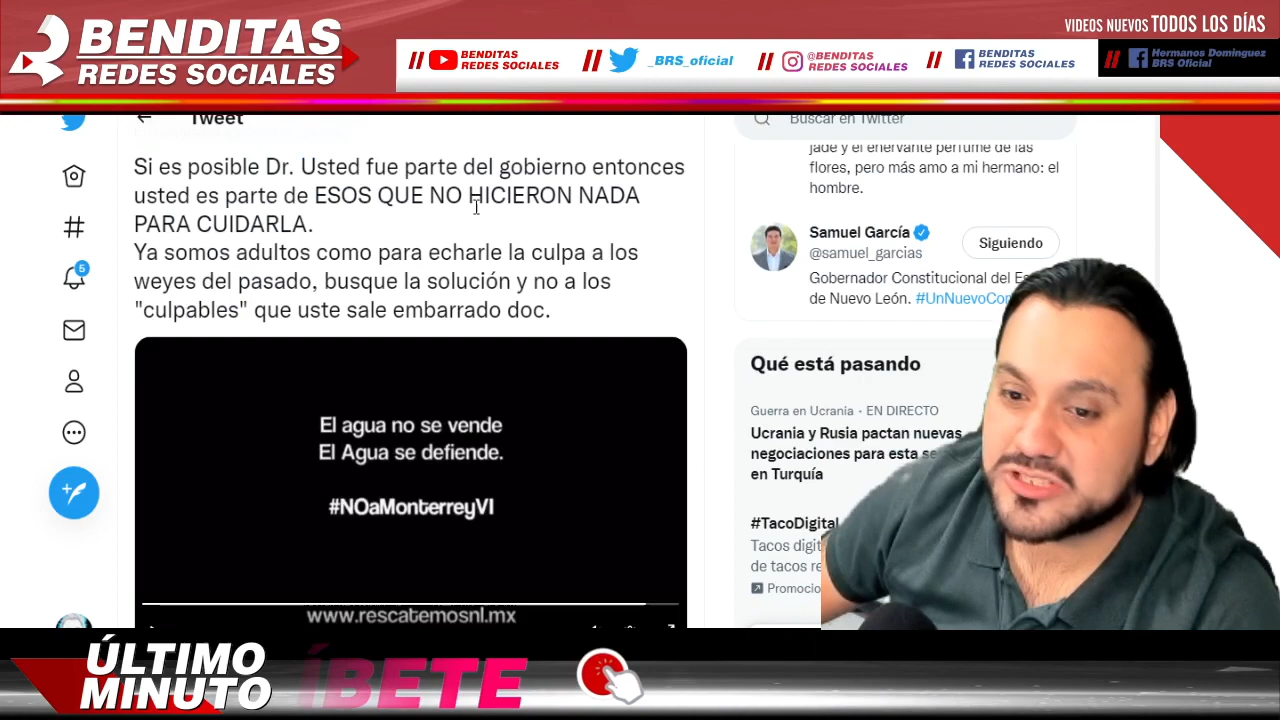 BENDITAS
REDES SOCIALES
VIDEOS NUEVOS TODOS LOS DÍAS
// BENDITAS REDES SOCIALES // _BRS_oficial // @BENDITAS REDES SOCIALES // BENDITAS REDES SOCIALES // Hermanos Domínguez BRS Oficial
Tweet
Si es posible Dr. Usted fue parte del gobierno entonces
usted es parte de ESOS QUE NO HICIERON NADA
PARA CUIDARLA.
Ya somos adultos como para echarle la culpa a los
weyes del pasado, busque la solución y no a los
"culpables" que uste sale embarrado doc.
El agua no se vende
El Agua se defiende.
#NOaMonterreyVI
www.rescatemosnl.mx
5
Buscar en Twitter
jade y el enervante perfume de las
flores, pero más amo a mi hermano: el
hombre.
Samuel García
@samuel_garcias
Siguiendo
Gobernador Constitucional del
de Nuevo León.
Qué está pasando
Guerra en Ucrania · EN DIRECTO
Ucrania y Rusia pactan nuevas
negociaciones para esta
en Turquía
#TacoDigital
Tacos
de tacos
ÚLTIMO
MINUTO
ÍBETE